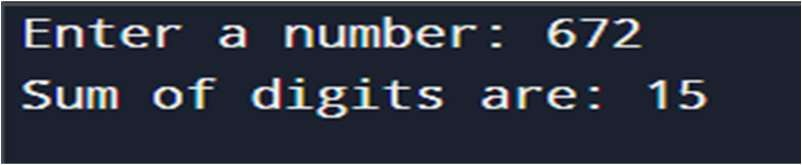 Enter a number: 672
Sum of digits are: 15